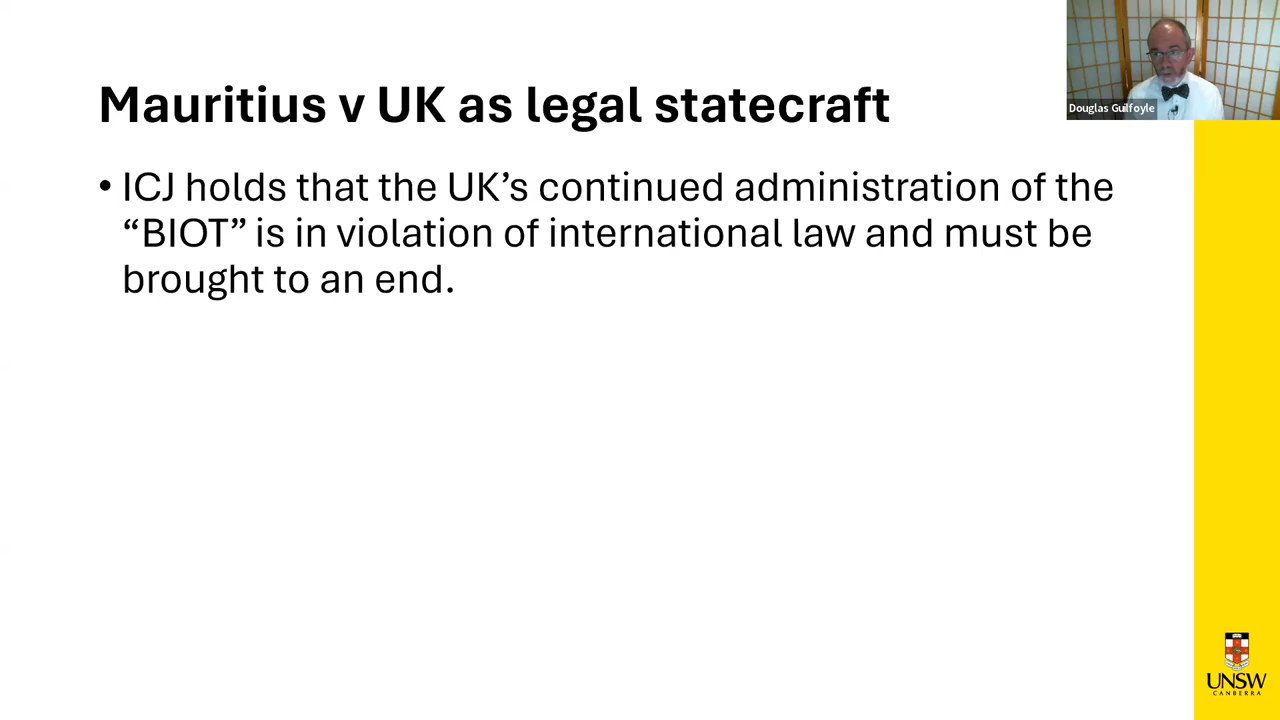 Mauritius v UK as legal statecraft
Douglas Guilfoyle
• ICJ holds that the UK’s continued administration of the
“BIOT” is in violation of international law and must be
brought to an end.
UNSW
CANBERRA